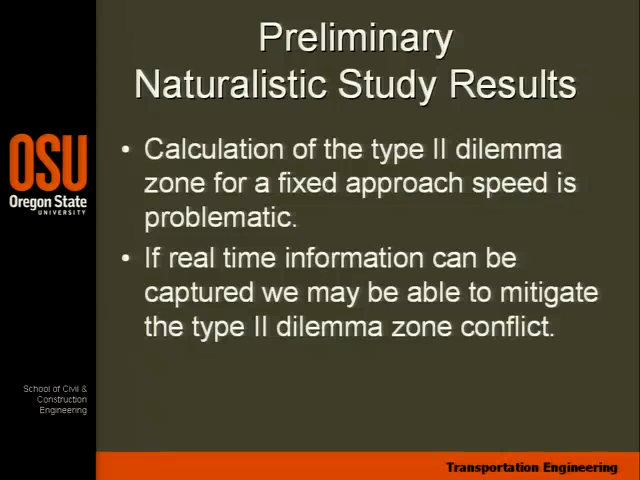 Preliminary
Naturalistic Study Results
• Calculation of the type II dilemma
zone for a fixed approach speed is
problematic.
• If real time information can be
captured we may be able to mitigate
the type II dilemma zone conflict.
OSU
Oregon State
UNIVERSITY
School of Civil &
Construction
Engineering
Transportation Engineering